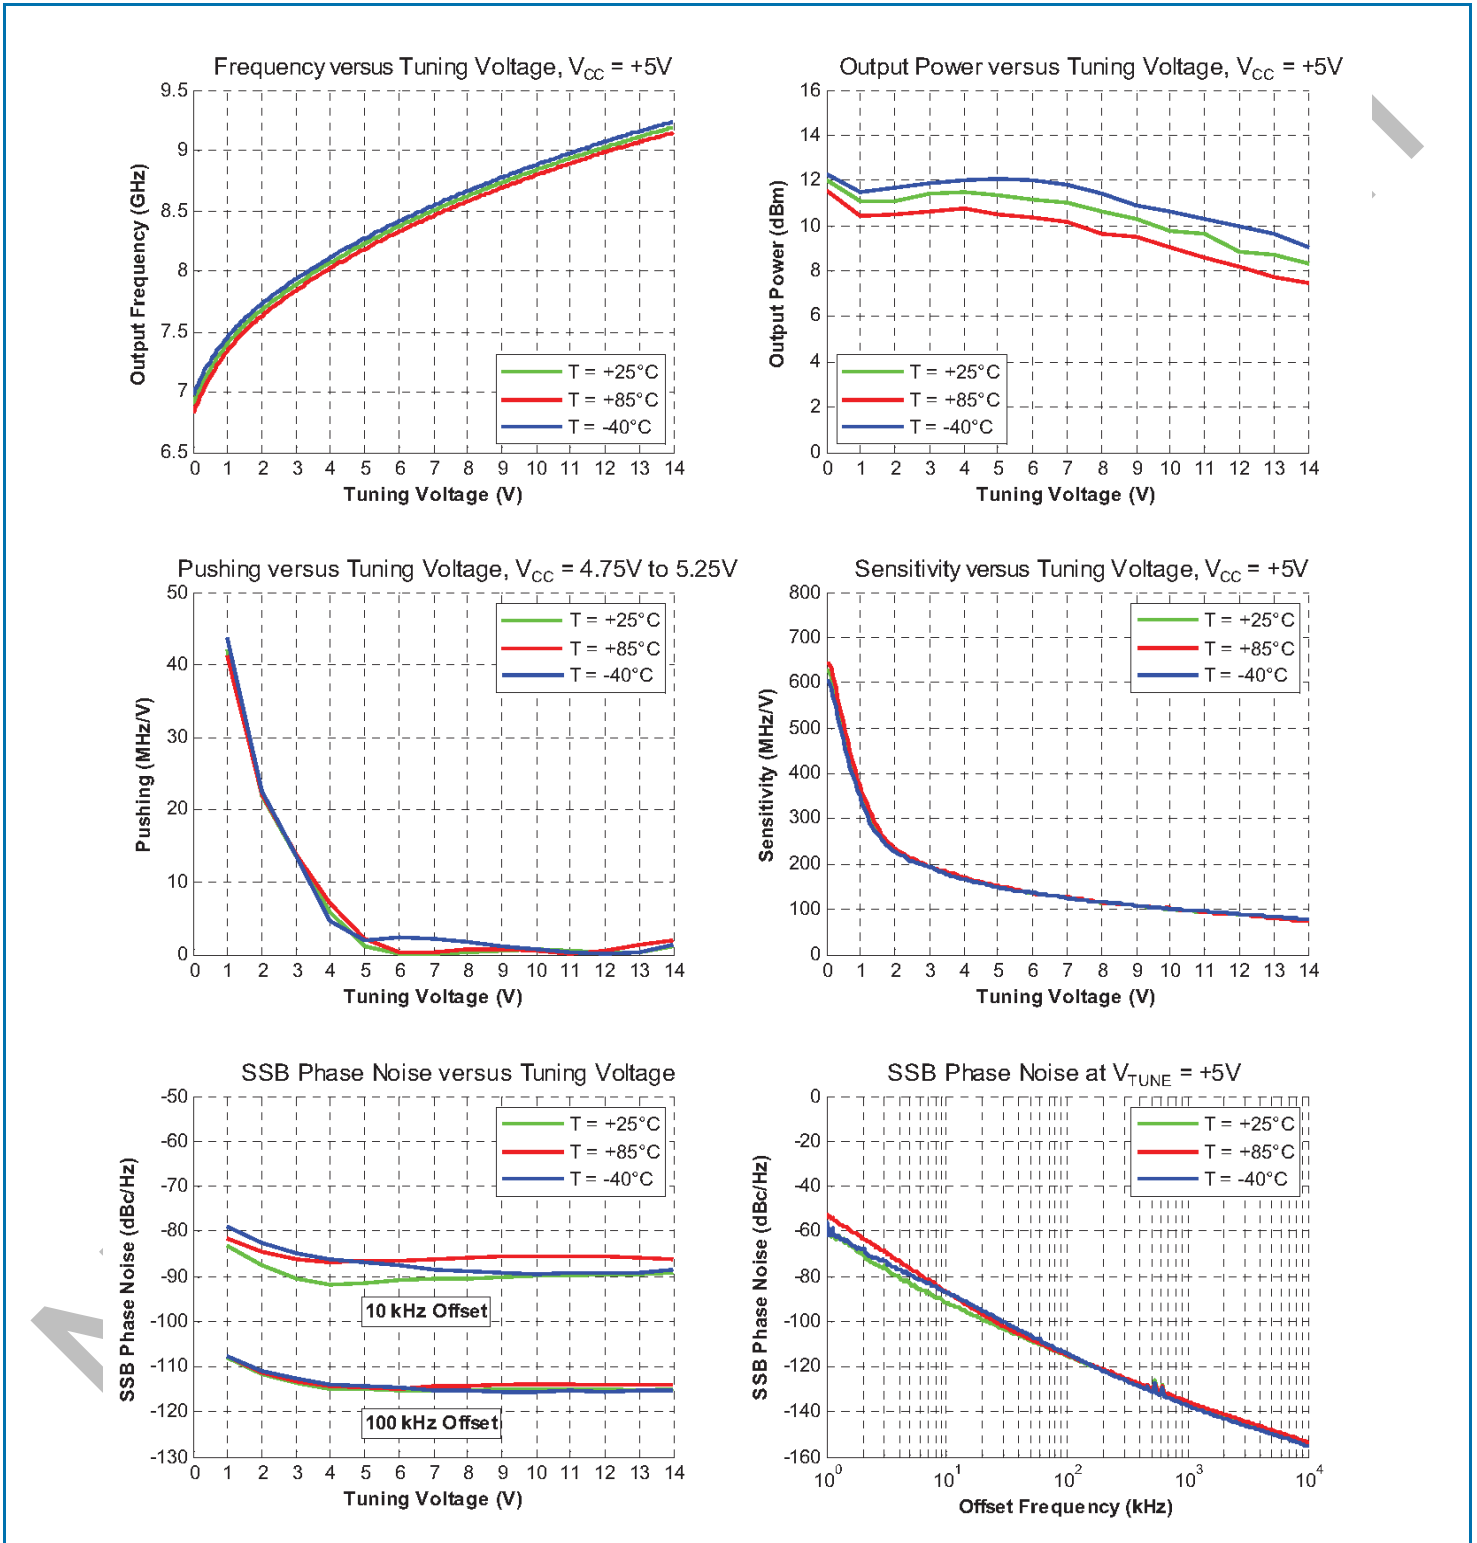 Frequency versus Tuning Voltage, VCC = +5V
9.5
9
8.5
8
7.5
7
6.5
Output Frequency (GHz)
T = +25°C
T = +85°C
T = -40°C
0 1 2 3 4 5 6 7 8 9 10 11 12 13 14
Tuning Voltage (V)
Output Power versus Tuning Voltage, VCC = +5V
16
14
12
10
8
6
4
2
0
Output Power (dBm)
T = +25°C
T = +85°C
T = -40°C
0 1 2 3 4 5 6 7 8 9 10 11 12 13 14
Tuning Voltage (V)
Pushing versus Tuning Voltage, VCC = 4.75V to 5.25V
50
40
30
20
10
0
Pushing (MHz/V)
T = +25°C
T = +85°C
T = -40°C
0 1 2 3 4 5 6 7 8 9 10 11 12 13 14
Tuning Voltage (V)
Sensitivity versus Tuning Voltage, VCC = +5V
800
700
600
500
400
300
200
100
0
Sensitivity (MHz/V)
T = +25°C
T = +85°C
T = -40°C
0 1 2 3 4 5 6 7 8 9 10 11 12 13 14
Tuning Voltage (V)
SSB Phase Noise versus Tuning Voltage
-50
-60
-70
-80
-90
-100
-110
-120
-130
SSB Phase Noise (dBc/Hz)
T = +25°C
T = +85°C
T = -40°C
10 kHz Offset
100 kHz Offset
0 1 2 3 4 5 6 7 8 9 10 11 12 13 14
Tuning Voltage (V)
SSB Phase Noise at VTUNE = +5V
0
-20
-40
-60
-80
-100
-120
-140
-160
SSB Phase Noise (dBc/Hz)
T = +25°C
T = +85°C
T = -40°C
10^0 10^1 10^2 10^3 10^4
Offset Frequency (kHz)